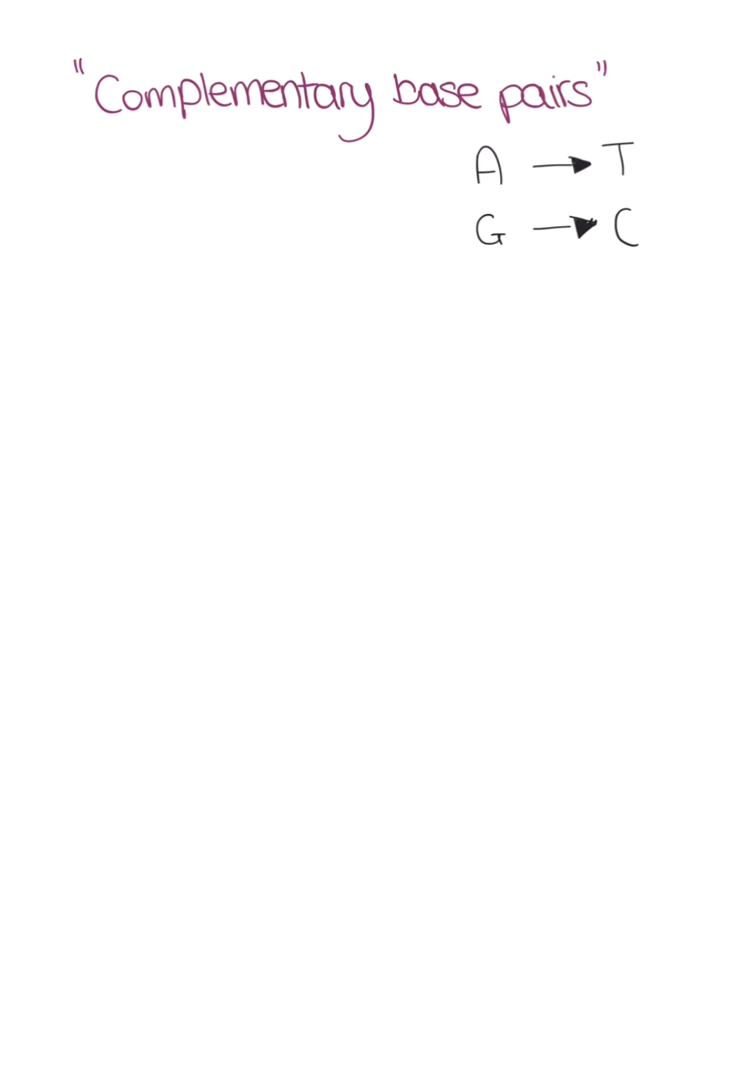 "Complementary base pairs"
A → T
G → C